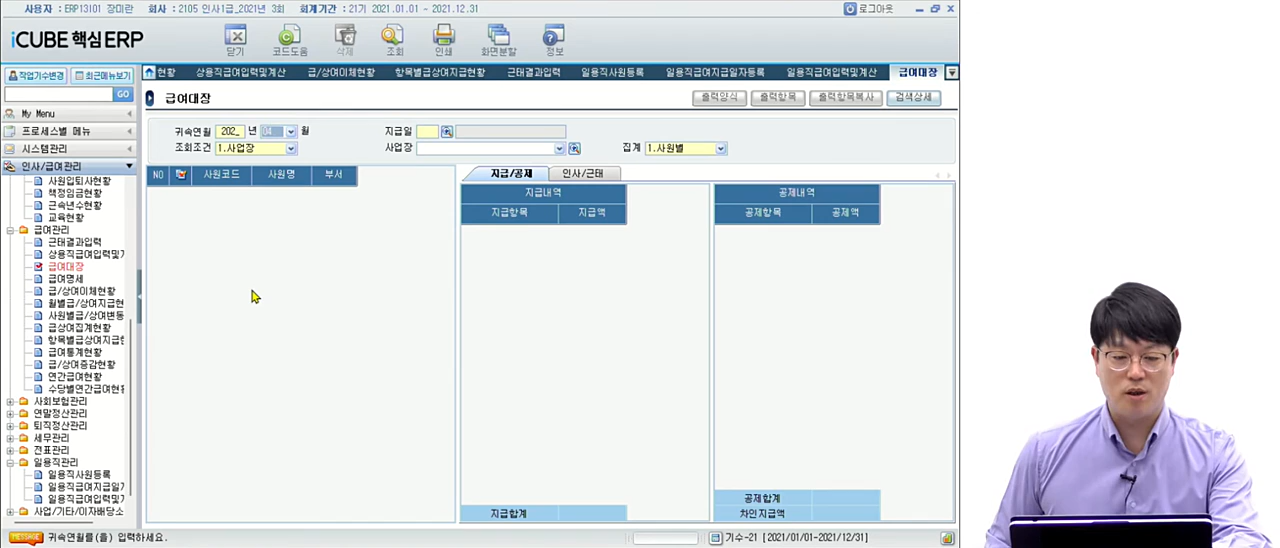 사용자 : ERP13I01 장미란 회사 : 2105 인사1급_2021년 3회 회계기간 : 21기 2021.01.01 - 2021.12.31 로그아웃
iCUBE 핵심ERP
닫기 코드도움 삭제 조회 인쇄 화면분할 정보
작업기수변경 최근메뉴보기
현황 상용직급여입력및계산 급/상여이체현황 항목별급상여지급현황 근태결과입력 일용직사원등록 일용직급여지급일자등록 일용직급여입력및계산 급여대장
GO
급여대장 출력양식 출력항목 출력항목복사 검색상세
My Menu
프로세스별 메뉴
시스템관리
인사/급여관리
귀속연월 202_ 년 04 월 지급일
조회조건 1.사업장 사업장 집계 1.사원별
사원입퇴사현황
책정임금현황
근속년수현황
교육현황
급여관리
근태결과입력
상용직급여입력및
급여대장
급여명세
급/상여이체현황
월별급/상여지급현
사원별급/상여변동
급상여집계현황
항목별급상여지급
급여통계현황
급/상여증감현황
연간급여현황
수당별연간급여현
사회보험관리
연말정산관리
퇴직정산관리
세무관리
전표관리
일용직관리
일용직사원등록
일용직급여지급일
일용직급여입력및
사업/기타/이자배당소
NO 사원코드 사원명 부서
지급/공제 인사/근태
지급내역 공제내역
지급항목 지급액 공제항목 공제액
공제합계
지급합계 차인지급액
MESSAGE 귀속연월를(을) 입력하세요. 기수-21 [2021/01/01-2021/12/31]